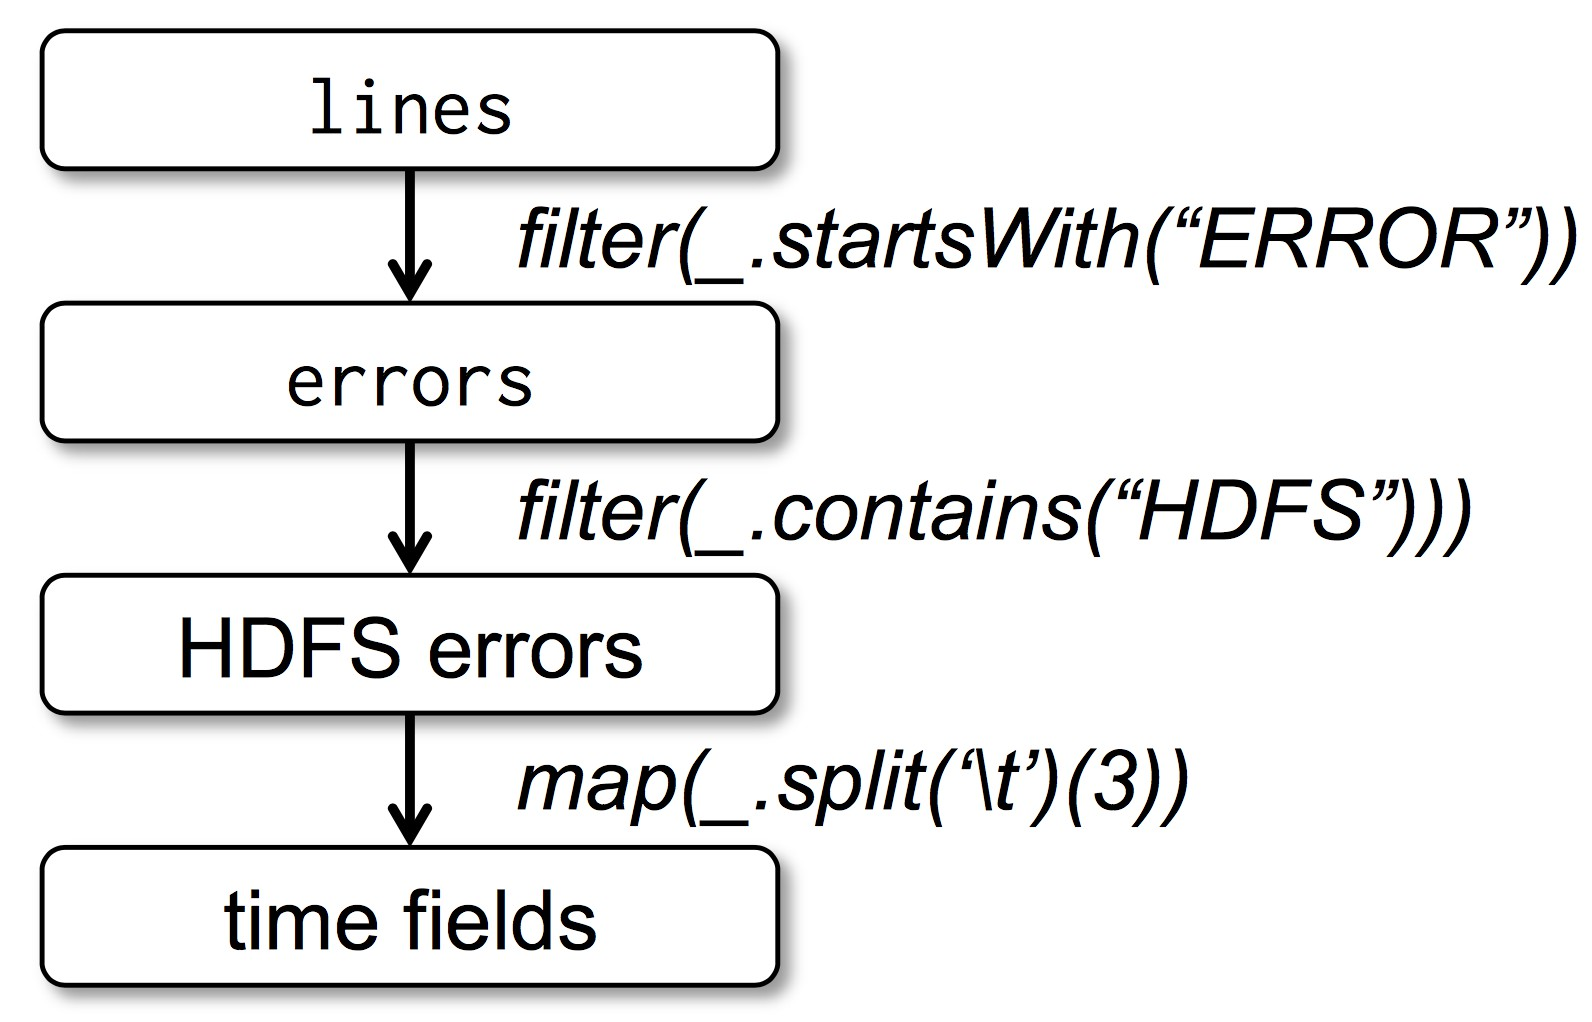 lines
filter(_.startsWith(“ERROR”))
errors
filter(_.contains(“HDFS”)))
HDFS errors
map(_.split(‘\t’)(3))
time fields